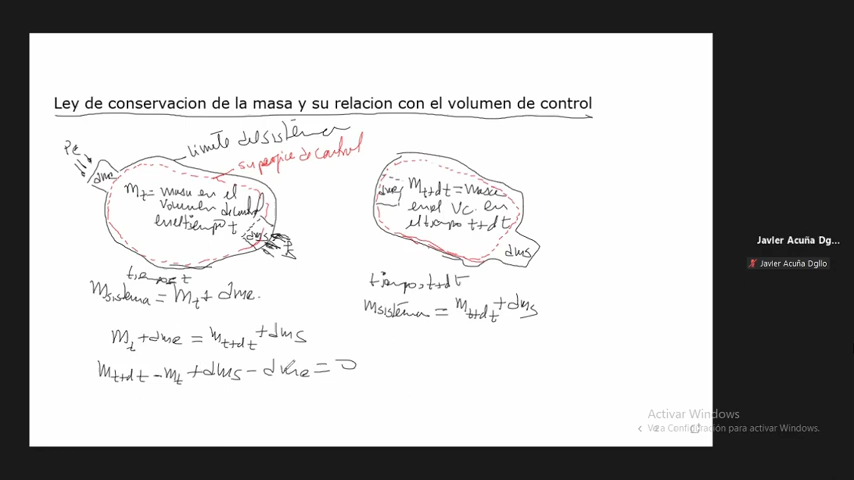 Ley de conservacion de la masa y su relacion con el volumen de control
Límite del sistema
superficie de control
Pe
dme
mt = masa en el
volumen de control
en el tiempo t
dms
Ps
tiempo t
msistema = mt + dme.
mt + dme = mt+dt + dms
mt+dt - mt + dms - dme = 0
dme
mt+dt = masa
en el VC en
el tiempo t+dt
dms
tiempo t+dt
msistema = mt+dt + dms
Javier Acuña Dg...
Javier Acuña Dgllo
Activar Windows
Ve a Configuración para activar Windows.